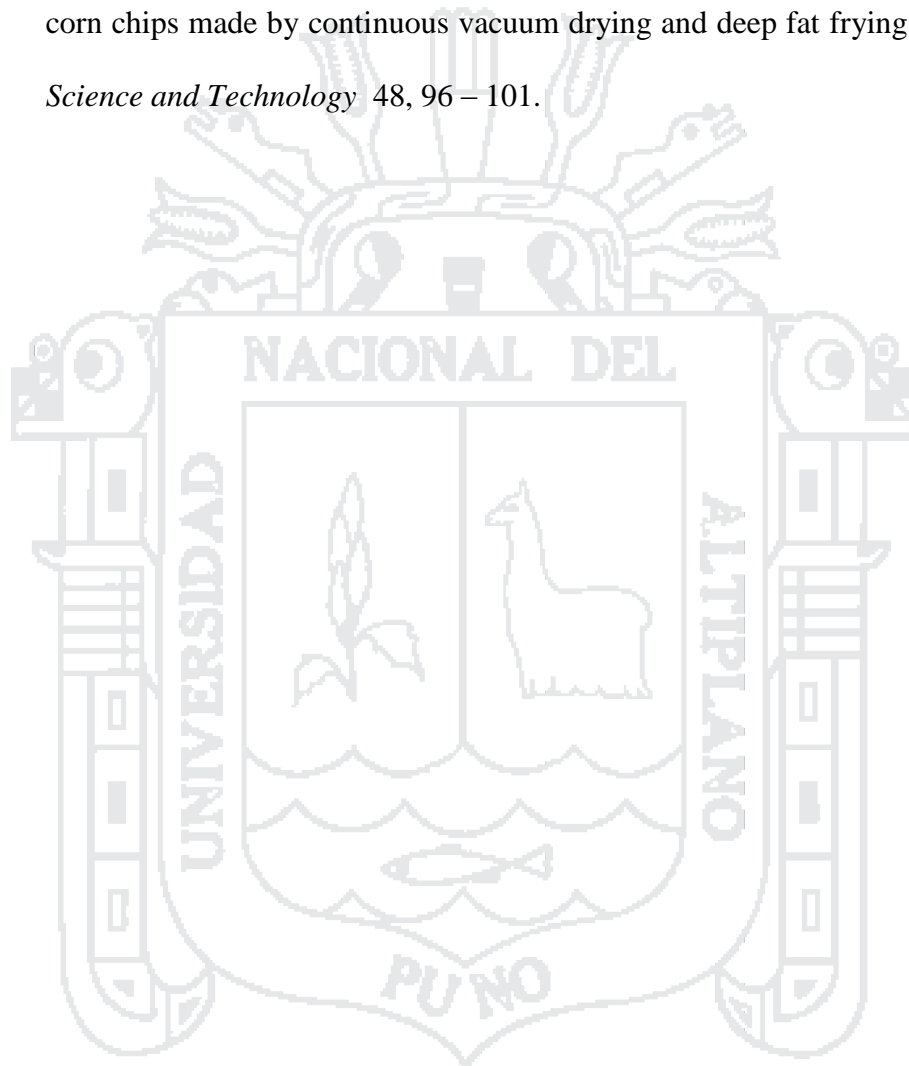 corn chips made by continuous vacuum drying and deep fat frying
Science and Technology 48, 96 – 101.
NACIONAL DEL
UNIVERSIDAD
ALTIPLANO
PUNO